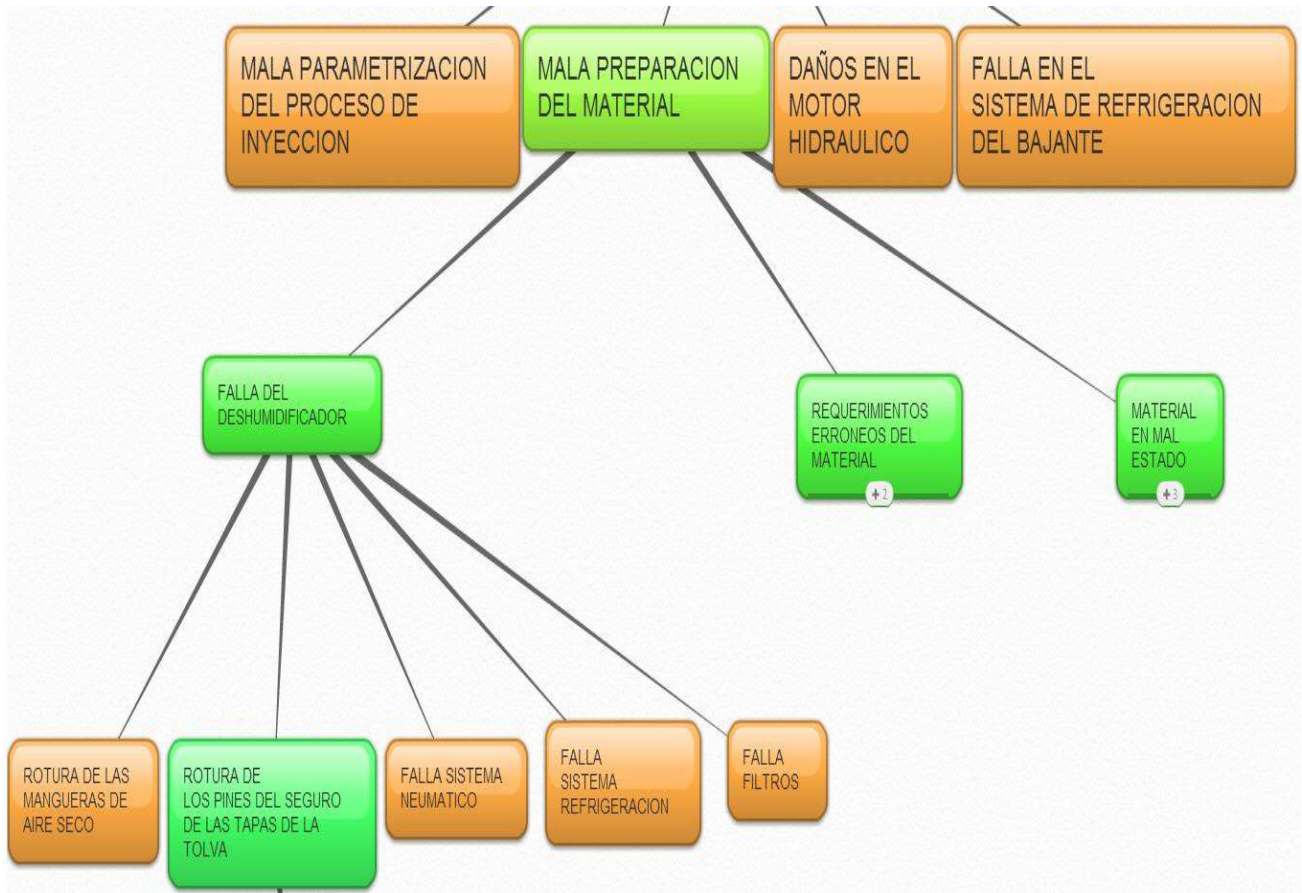 MALA PARAMETRIZACION
DEL PROCESO DE
INYECCION
MALA PREPARACION
DEL MATERIAL
DAÑOS EN EL
MOTOR
HIDRAULICO
FALLA EN EL
SISTEMA DE REFRIGERACION
DEL BAJANTE
FALLA DEL
DESHUMIDIFICADOR
REQUERIMIENTOS
ERRONEOS DEL
MATERIAL
+ 2
MATERIAL
EN MAL
ESTADO
+ 3
ROTURA DE LAS
MANGUERAS DE
AIRE SECO
ROTURA DE
LOS PINES DEL SEGURO
DE LAS TAPAS DE LA
TOLVA
FALLA SISTEMA
NEUMATICO
FALLA
SISTEMA
REFRIGERACION
FALLA
FILTROS